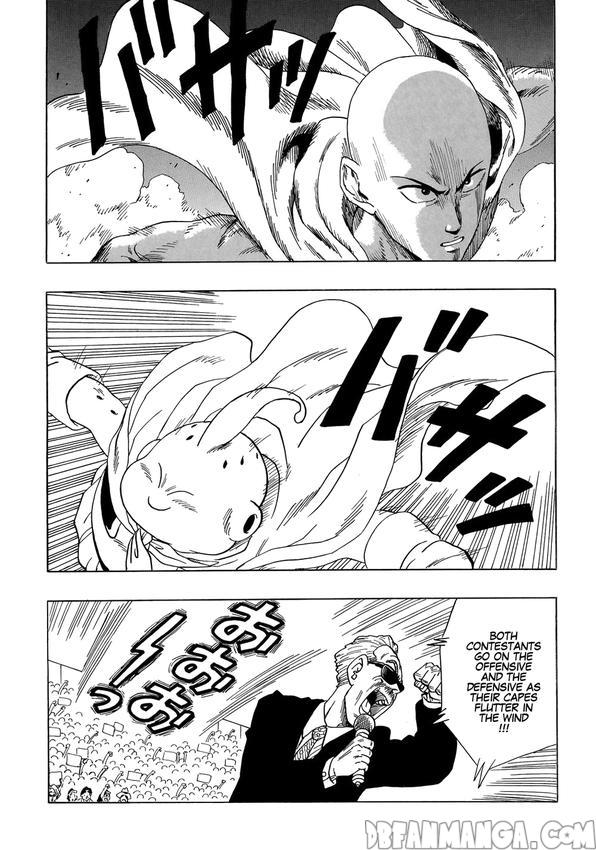 バサッ
バサッ
BOTH
CONTESTANTS
GO ON THE
OFFENSIVE
AND THE
DEFENSIVE AS
THEIR CAPES
FLUTTER IN
THE WIND
!!!
おおおーっ
DBFANMANGA.COM